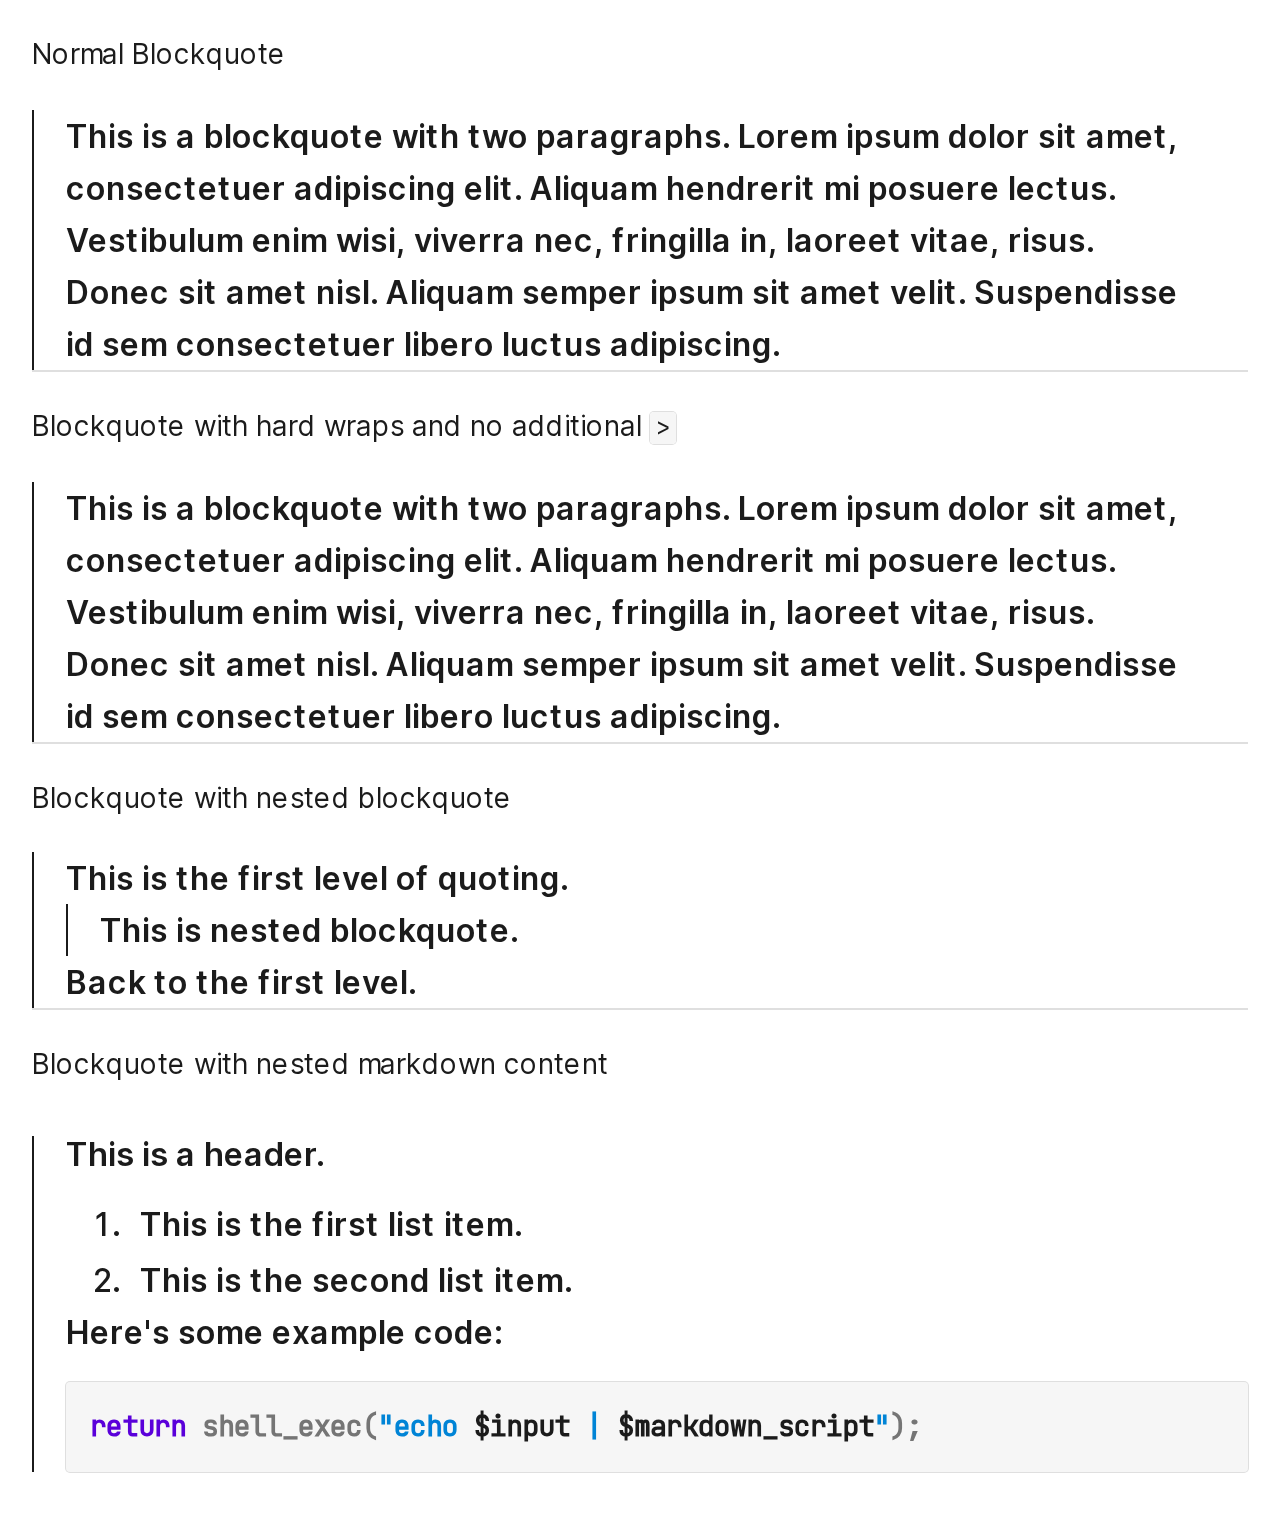 Normal Blockquote
This is a blockquote with two paragraphs. Lorem ipsum dolor sit amet,
consectetuer adipiscing elit. Aliquam hendrerit mi posuere lectus.
Vestibulum enim wisi, viverra nec, fringilla in, laoreet vitae, risus.
Donec sit amet nisl. Aliquam semper ipsum sit amet velit. Suspendisse
id sem consectetuer libero luctus adipiscing.
Blockquote with hard wraps and no additional >
This is a blockquote with two paragraphs. Lorem ipsum dolor sit amet,
consectetuer adipiscing elit. Aliquam hendrerit mi posuere lectus.
Vestibulum enim wisi, viverra nec, fringilla in, laoreet vitae, risus.
Donec sit amet nisl. Aliquam semper ipsum sit amet velit. Suspendisse
id sem consectetuer libero luctus adipiscing.
Blockquote with nested blockquote
This is the first level of quoting.
This is nested blockquote.
Back to the first level.
Blockquote with nested markdown content
This is a header.
1. This is the first list item.
2. This is the second list item.
Here's some example code:
return shell_exec("echo $input | $markdown_script");